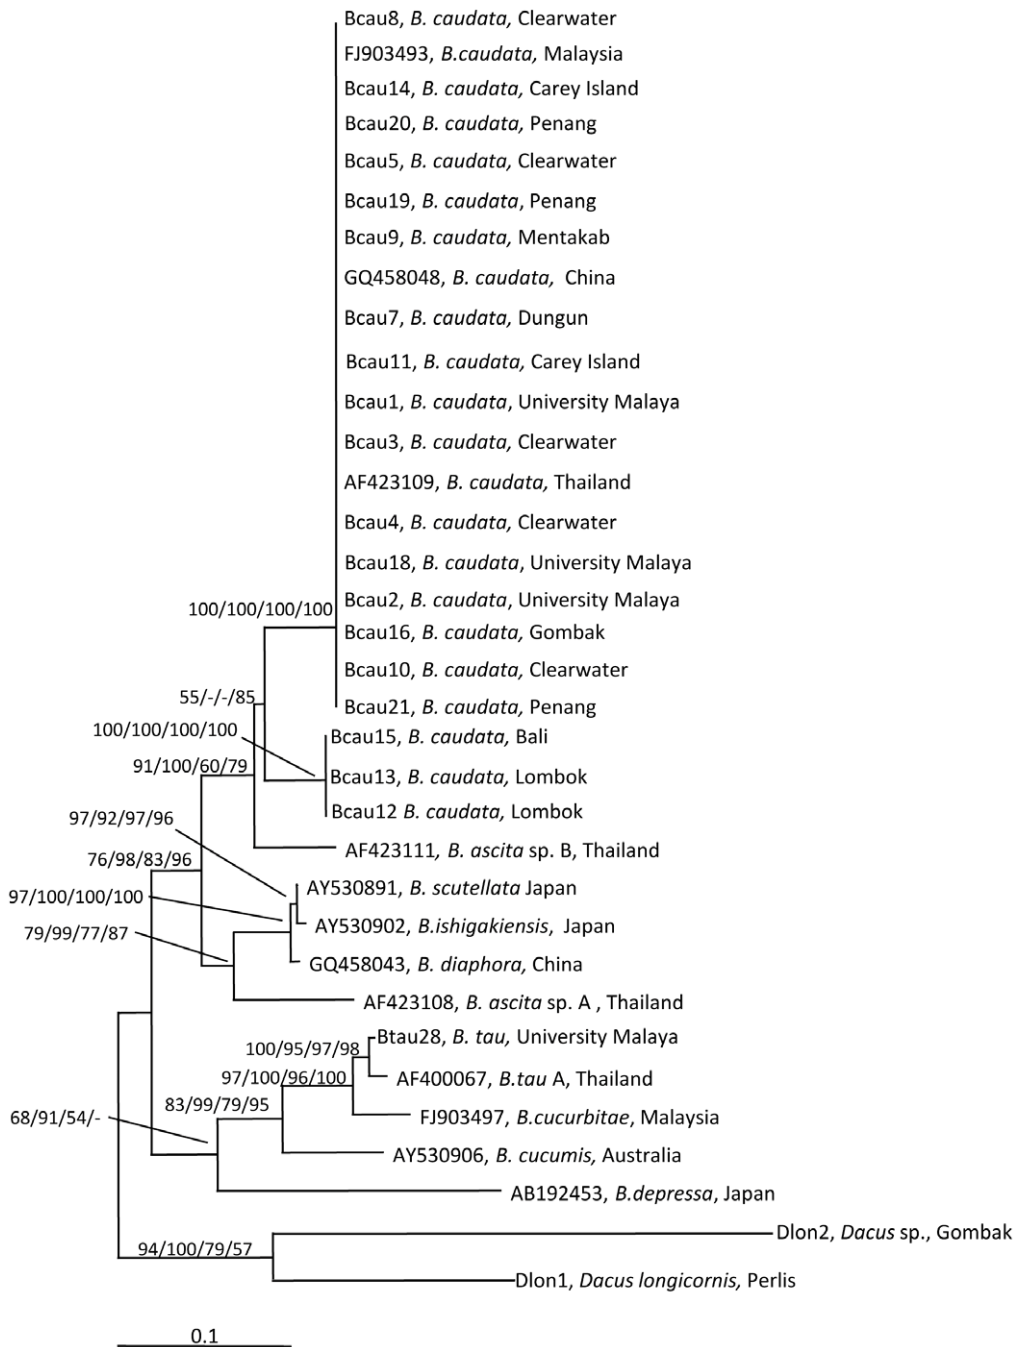 Bcau8, B. caudata, Clearwater
FJ903493, B.caudata, Malaysia
Bcau14, B. caudata, Carey Island
Bcau20, B. caudata, Penang
Bcau5, B. caudata, Clearwater
Bcau19, B. caudata, Penang
Bcau9, B. caudata, Mentakab
GQ458048, B. caudata, China
Bcau7, B. caudata, Dungun
Bcau11, B. caudata, Carey Island
Bcau1, B. caudata, University Malaya
Bcau3, B. caudata, Clearwater
AF423109, B. caudata, Thailand
Bcau4, B. caudata, Clearwater
Bcau18, B. caudata, University Malaya
Bcau2, B. caudata, University Malaya
100/100/100/100
Bcau16, B. caudata, Gombak
Bcau10, B. caudata, Clearwater
55/-/-/85
Bcau21, B. caudata, Penang
100/100/100/100
Bcau15, B. caudata, Bali
91/100/60/79
Bcau13, B. caudata, Lombok
Bcau12 B. caudata, Lombok
97/92/97/96
AF423111, B. ascita sp. B, Thailand
76/98/83/96
AY530891, B. scutellata Japan
97/100/100/100
AY530902, B.ishigakiensis, Japan
79/99/77/87
GQ458043, B. diaphora, China
AF423108, B. ascita sp. A , Thailand
Btau28, B. tau, University Malaya
100/95/97/98
97/100/96/100
AF400067, B.tau A, Thailand
83/99/79/95
68/91/54/-
FJ903497, B.cucurbitae, Malaysia
AY530906, B. cucumis, Australia
AB192453, B.depressa, Japan
Dlon2, Dacus sp., Gombak
94/100/79/57
Dlon1, Dacus longicornis, Perlis
0.1